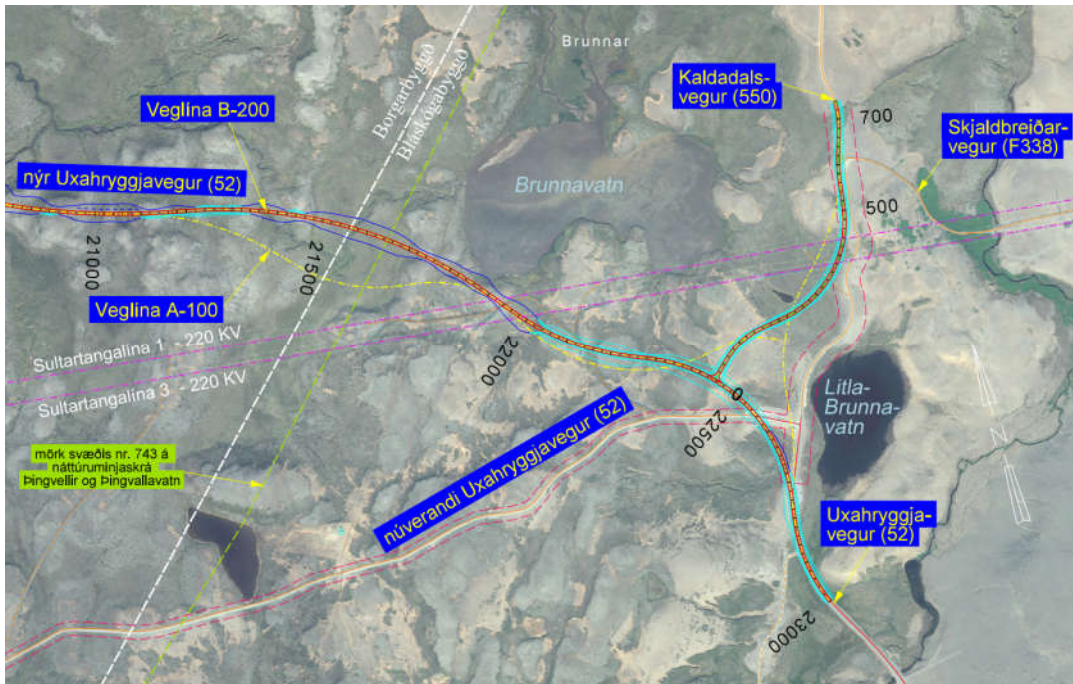 Brunnar
Kaldadals-
vegur (550)
Borgarbyggð
Bláskógabyggð
Veglína B-200
700
Skjaldbreiðar-
vegur (F338)
nýr Uxahryggjavegur (52)
Brunnavatn
500
21000
21500
Veglína A-100
Sultartangalína 1 - 220 KV
22000
Sultartangalína 3 - 220 KV
0
Litla-
Brunna-
vatn
22500
núverandi Uxahryggjavegur (52)
N
mörk svæðis nr. 743 á
náttúruminjaskrá
Þingvellir og Þingvallavatn
Uxahryggja-
vegur (52)
23000